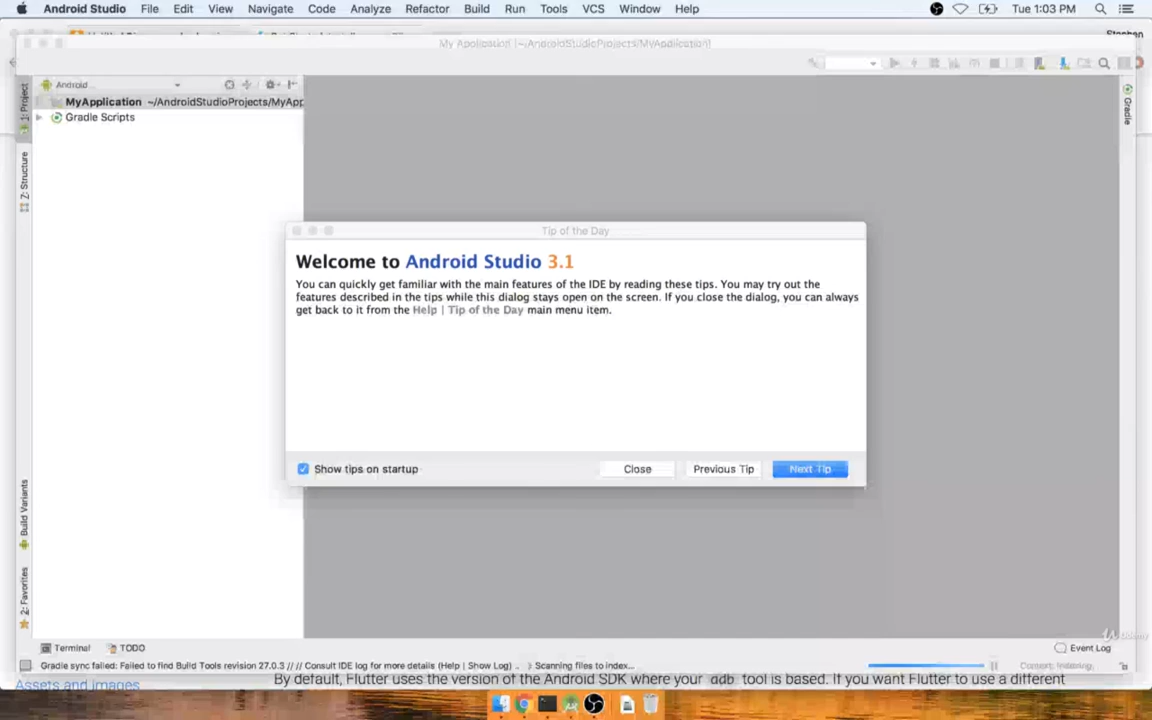 Android Studio File Edit View Navigate Code Analyze Refactor Build Run Tools VCS Window Help Tue 1:03 PM
My Application [~/AndroidStudioProjects/MyApplication]
Android
MyApplication ~/AndroidStudioProjects/MyApp
Gradle Scripts
1: Project
Z: Structure
Build Variants
2: Favorites
Gradle
Tip of the Day
Welcome to Android Studio 3.1
You can quickly get familiar with the main features of the IDE by reading these tips. You may try out the
features described in the tips while this dialog stays open on the screen. If you close the dialog, you can always
get back to it from the Help | Tip of the Day main menu item.
Show tips on startup Close Previous Tip Next Tip
Terminal TODO Event Log
Udemy
Gradle sync failed: Failed to find Build Tools revision 27.0.3 // // Consult IDE log for more details (Help | Show Log) .. Scanning files to index...
Assets and images
By default, Flutter uses the version of the Android SDK where your adb tool is based. If you want Flutter to use a different